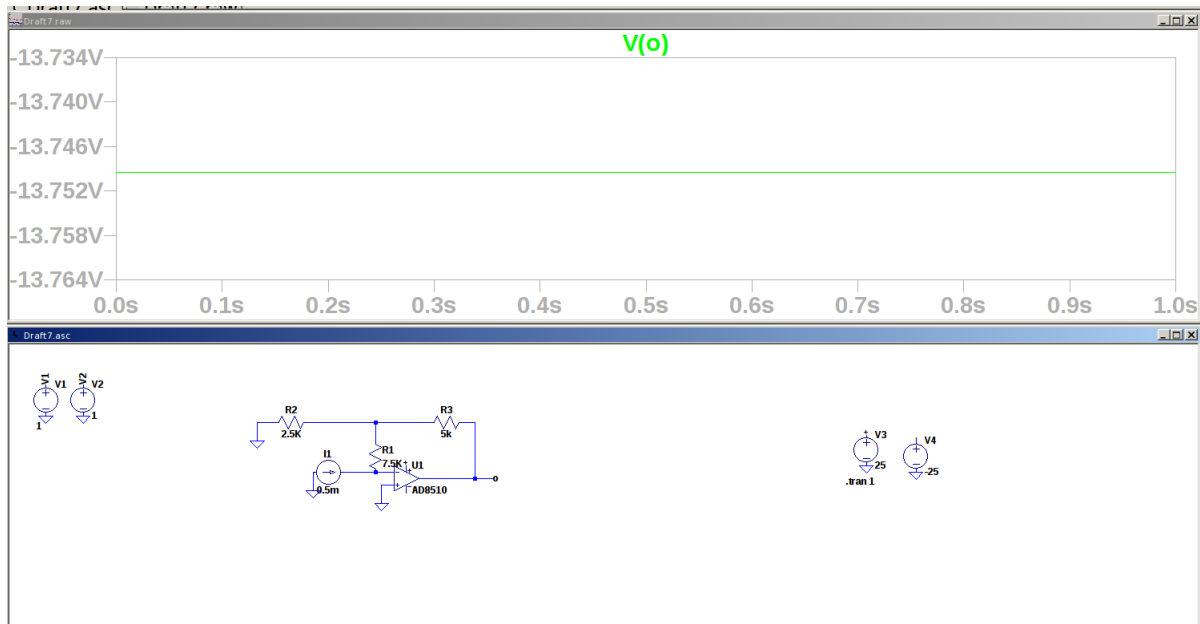 Draft7.raw
V(o)
-13.734V
-13.740V
-13.746V
-13.752V
-13.758V
-13.764V
0.0s 0.1s 0.2s 0.3s 0.4s 0.5s 0.6s 0.7s 0.8s 0.9s 1.0s
Draft7.asc
V1 V1 V2 V2
1 1
R2 R3
2.5K 5k
R1
7.5K
I1
0.5m
U1
AD8510
o
+ V3 V4
25 -25
.tran 1